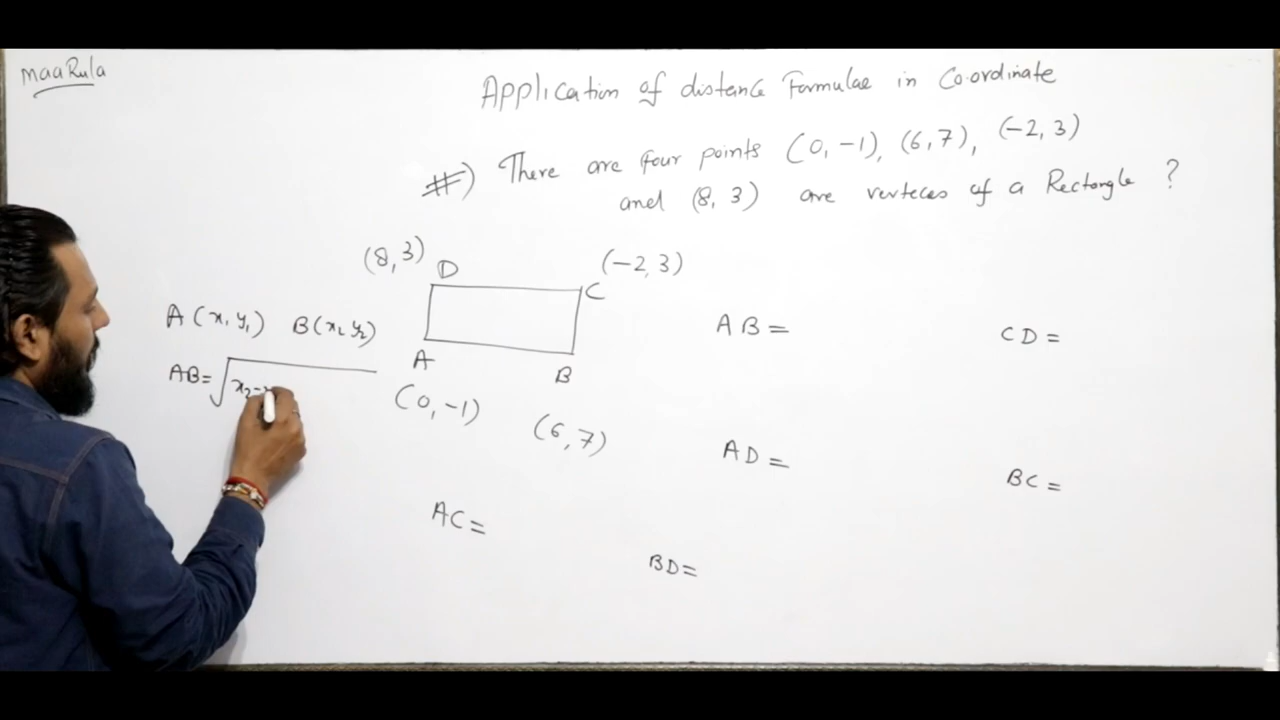 MaaRula
Application of distance Formulae in Co-ordinate
#) There are four points (0, -1), (6, 7), (-2, 3)
and (8, 3) are verteces of a Rectangle ?
(8, 3) D
(-2, 3)
C
A (x, y₁) B (x₂ y₂)
AB =
CD =
A
B
AB = √x₂-
(0, -1)
(6, 7)
AD =
BC =
AC =
BD =